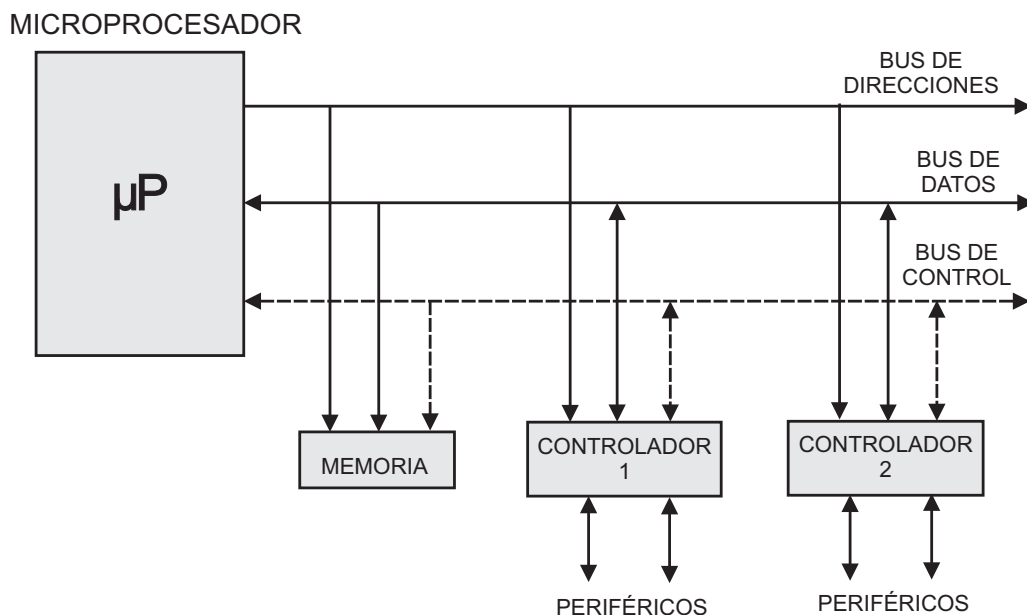 MICROPROCESADOR
BUS DE
DIRECCIONES
µP
BUS DE
DATOS
BUS DE
CONTROL
MEMORIA
CONTROLADOR
1
CONTROLADOR
2
PERIFÉRICOS
PERIFÉRICOS